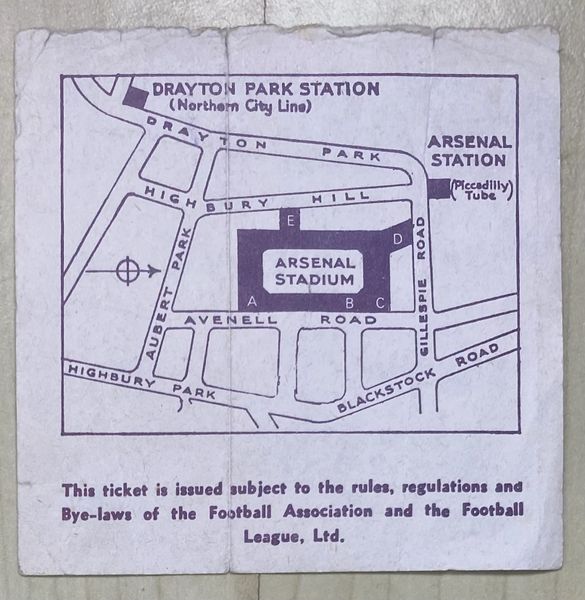 DRAYTON PARK STATION
(Northern City Line)
DRAYTON PARK
ARSENAL
STATION
(Piccadilly
Tube)
HIGHBURY HILL
E
D
ARSENAL
STADIUM
A B C
AUBERT PARK
GILLESPIE ROAD
AVENELL ROAD
HIGHBURY PARK
BLACKSTOCK ROAD
This ticket is issued subject to the rules, regulations and
Bye-laws of the Football Association and the Football
League, Ltd.